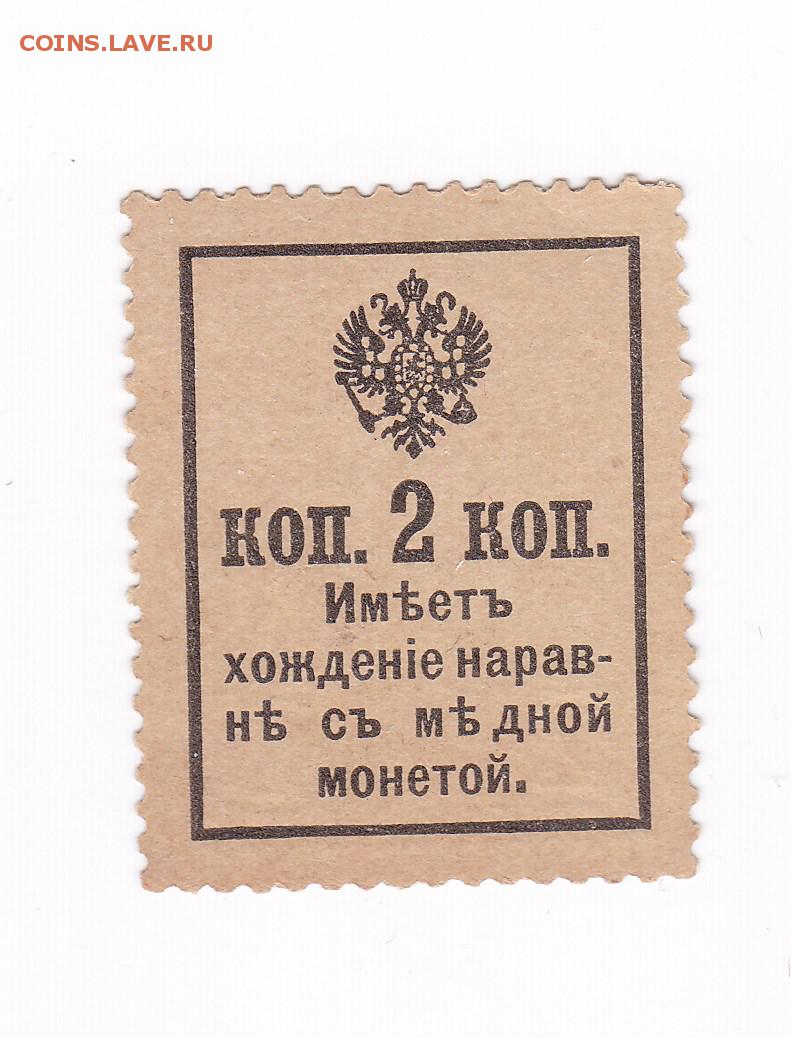 COINS.LAVE.RU
КОП. 2 КОП.
Имѣетъ
хожденіе нарав-
нѣ съ мѣдной
монетой.